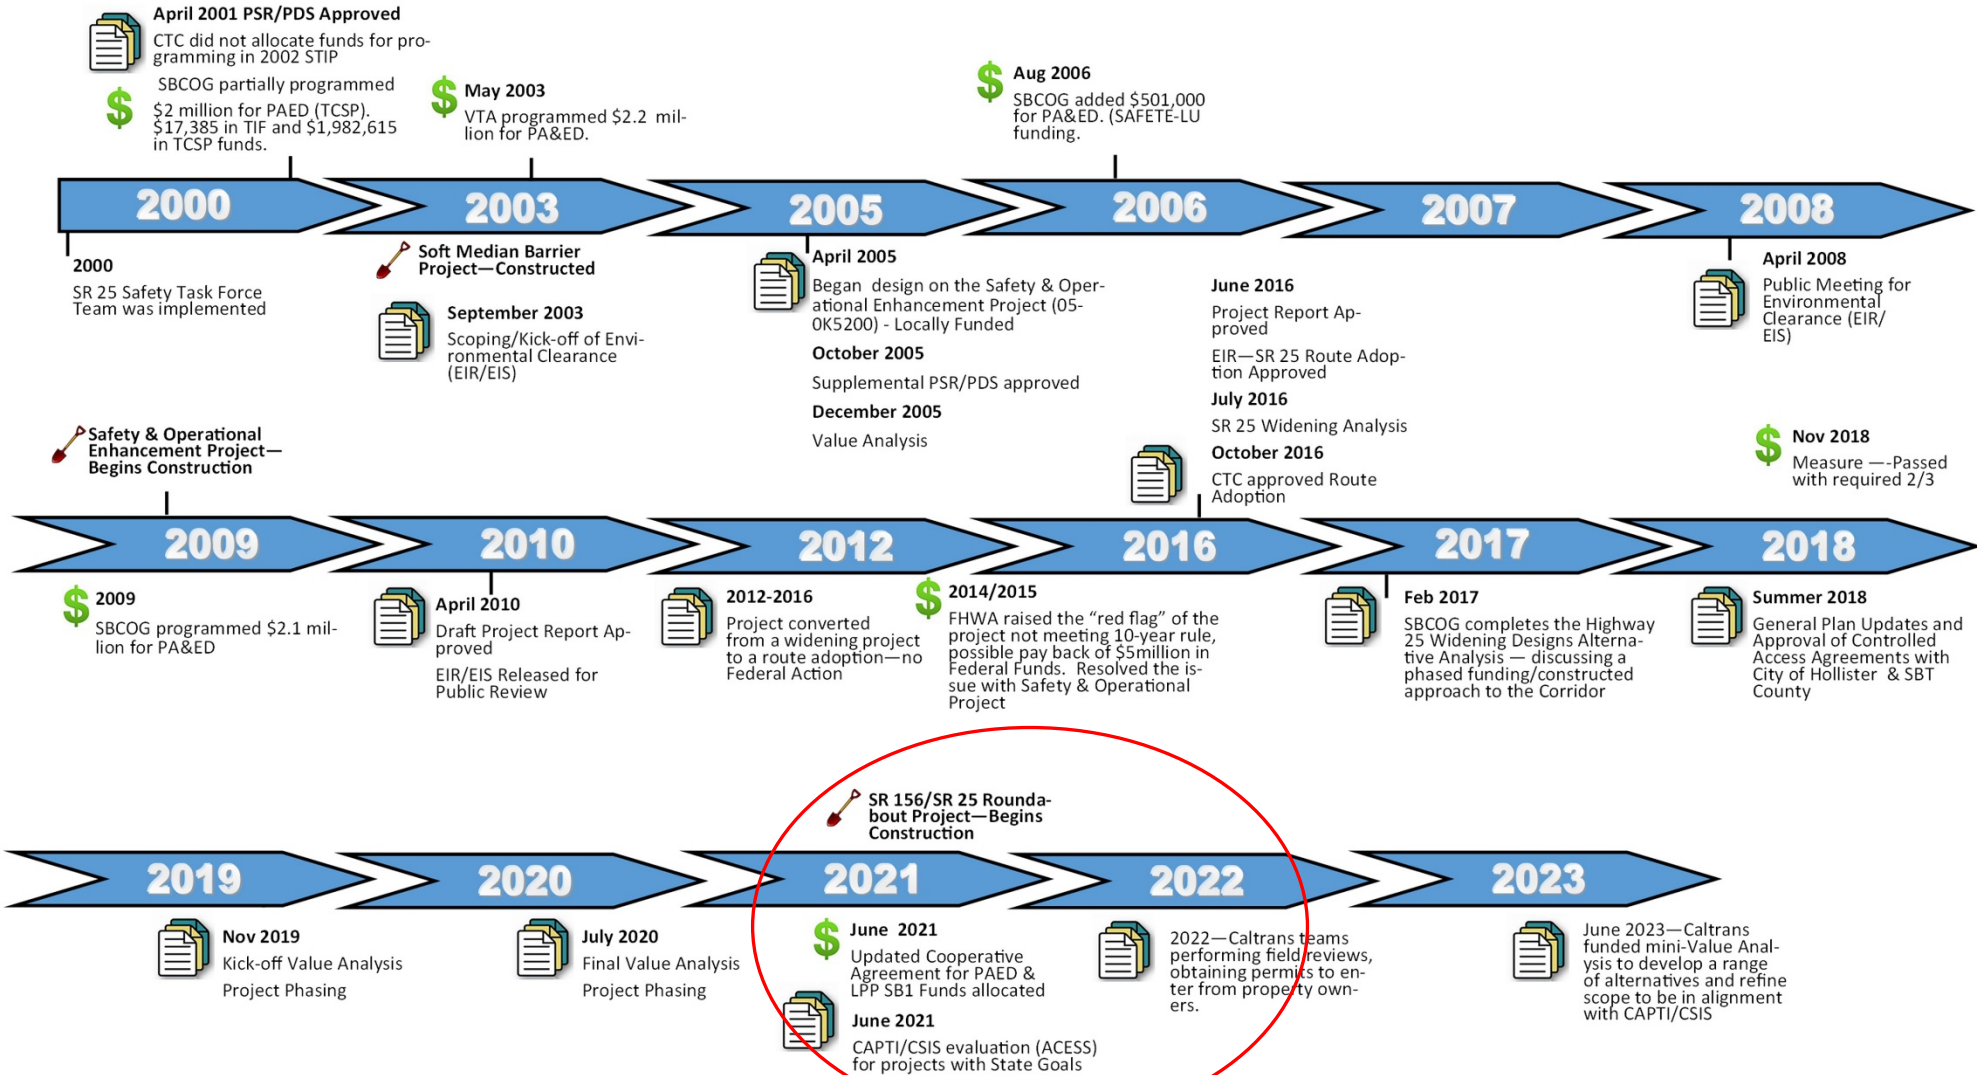 April 2001 PSR/PDS Approved
CTC did not allocate funds for pro-
gramming in 2002 STIP
SBCOG partially programmed
$2 million for PAED (TCSP).
$17,385 in TIF and $1,982,615
in TCSP funds.
May 2003
VTA programmed $2.2 mil-
lion for PA&ED.
Aug 2006
SBCOG added $501,000
for PA&ED. (SAFETE-LU
funding.
2000
2003
2005
2006
2007
2008
2000
SR 25 Safety Task Force
Team was implemented
Soft Median Barrier
Project—Constructed
September 2003
Scoping/Kick-off of Envi-
ronmental Clearance
(EIR/EIS)
April 2005
Began design on the Safety & Oper-
ational Enhancement Project (05-
0K5200) - Locally Funded
October 2005
Supplemental PSR/PDS approved
December 2005
Value Analysis
June 2016
Project Report Ap-
proved
EIR—SR 25 Route Adop-
tion Approved
July 2016
SR 25 Widening Analysis
October 2016
CTC approved Route
Adoption
April 2008
Public Meeting for
Environmental
Clearance (EIR/
EIS)
Safety & Operational
Enhancement Project—
Begins Construction
Nov 2018
Measure —-Passed
with required 2/3
2009
2010
2012
2016
2017
2018
2009
SBCOG programmed $2.1 mil-
lion for PA&ED
April 2010
Draft Project Report Ap-
proved
EIR/EIS Released for
Public Review
2012-2016
Project converted
from a widening project
to a route adoption—no
Federal Action
2014/2015
FHWA raised the “red flag” of the
project not meeting 10-year rule,
possible pay back of $5million in
Federal Funds. Resolved the is-
sue with Safety & Operational
Project
Feb 2017
SBCOG completes the Highway
25 Widening Designs Alterna-
tive Analysis — discussing a
phased funding/constructed
approach to the Corridor
Summer 2018
General Plan Updates and
Approval of Controlled
Access Agreements with
City of Hollister & SBT
County
SR 156/SR 25 Rounda-
bout Project—Begins
Construction
2019
2020
2021
2022
2023
Nov 2019
Kick-off Value Analysis
Project Phasing
July 2020
Final Value Analysis
Project Phasing
June 2021
Updated Cooperative
Agreement for PAED &
LPP SB1 Funds allocated
June 2021
CAPTI/CSIS evaluation (ACESS)
for projects with State Goals
2022—Caltrans teams
performing field reviews,
obtaining permits to en-
ter from property own-
ers.
June 2023—Caltrans
funded mini-Value Anal-
ysis to develop a range
of alternatives and refine
scope to be in alignment
with CAPTI/CSIS